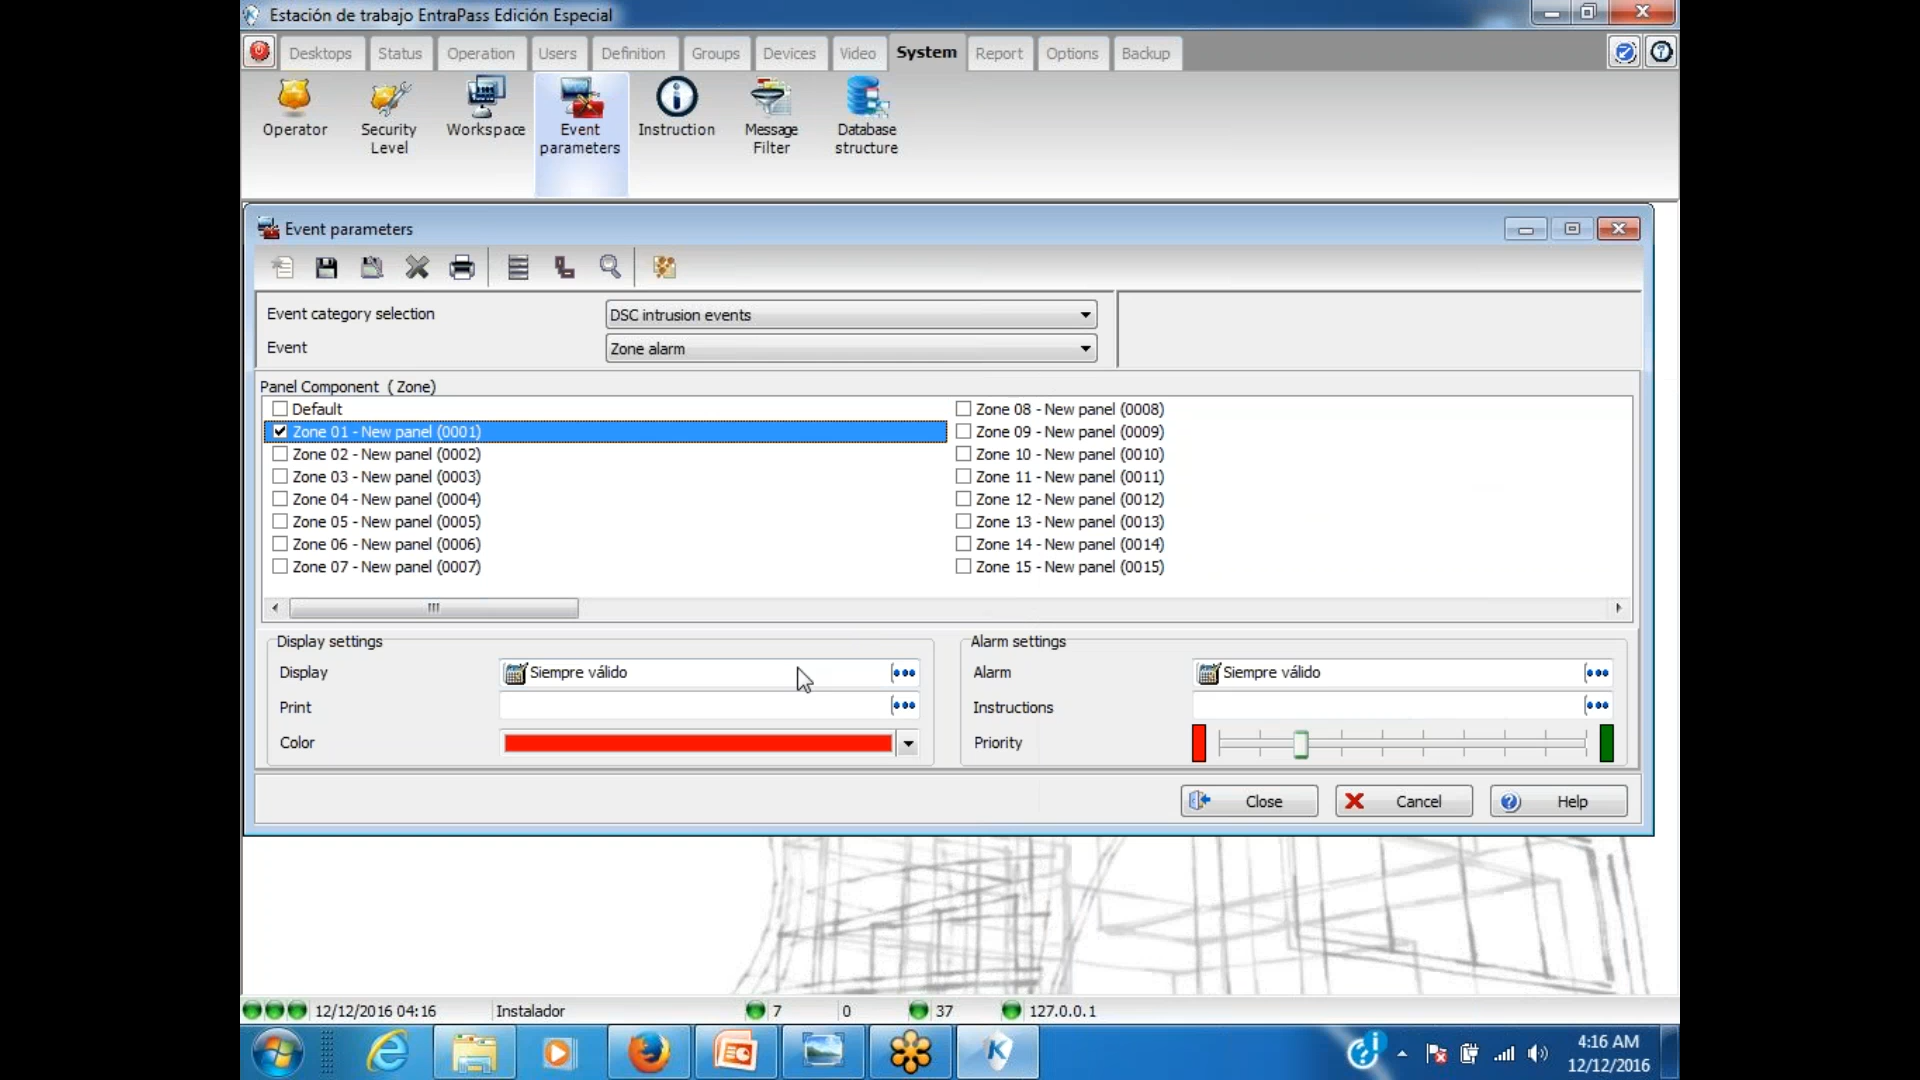 Estación de trabajo EntraPass Edición Especial
Desktops Status Operation Users Definition Groups Devices Video System Report Options Backup
Operator
Security Level
Workspace
Event parameters
Instruction
Message Filter
Database structure
Event parameters
Event category selection DSC intrusion events
Event Zone alarm
Panel Component ( Zone)
Default
Zone 01 - New panel (0001)
Zone 02 - New panel (0002)
Zone 03 - New panel (0003)
Zone 04 - New panel (0004)
Zone 05 - New panel (0005)
Zone 06 - New panel (0006)
Zone 07 - New panel (0007)
Zone 08 - New panel (0008)
Zone 09 - New panel (0009)
Zone 10 - New panel (0010)
Zone 11 - New panel (0011)
Zone 12 - New panel (0012)
Zone 13 - New panel (0013)
Zone 14 - New panel (0014)
Zone 15 - New panel (0015)
Display settings
Display Siempre válido
Print
Color
Alarm settings
Alarm Siempre válido
Instructions
Priority
Close Cancel Help
12/12/2016 04:16 Instalador 7 0 37 127.0.0.1
4:16 AM
12/12/2016